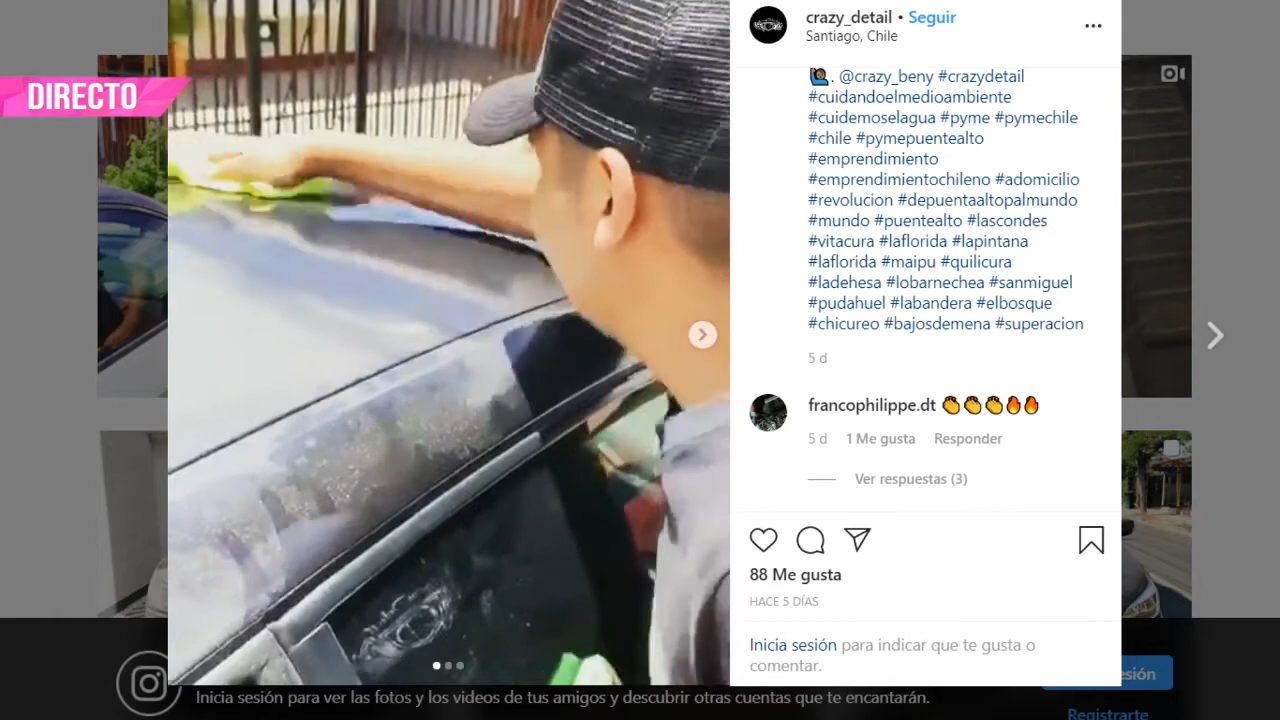 crazy_detail • Seguir
Santiago, Chile
DIRECTO
. @crazy_beny #crazydetail
#cuidandoelmedioambiente
#cuidemoselagua #pyme #pymechile
#chile #pymepuentealto
#emprendimiento
#emprendimientochileno #adomicilio
#revolucion #depuentaaltopalmundo
#mundo #puentealto #lascondes
#vitacura #laflorida #lapintana
#laflorida #maipu #quilicura
#ladehesa #lobarnechea #sanmiguel
#pudahuel #labandera #elbosque
#chicureo #bajosdemena #superacion
5 d
francophilippe.dt 👏👏👏🔥🔥
5 d 1 Me gusta Responder
Ver respuestas (3)
88 Me gusta
HACE 5 DÍAS
Inicia sesión para indicar que te gusta o
comentar.
Inicia sesión para ver las fotos y los videos de tus amigos y descubrir otras cuentas que te encantarán.
esión
Registrarte